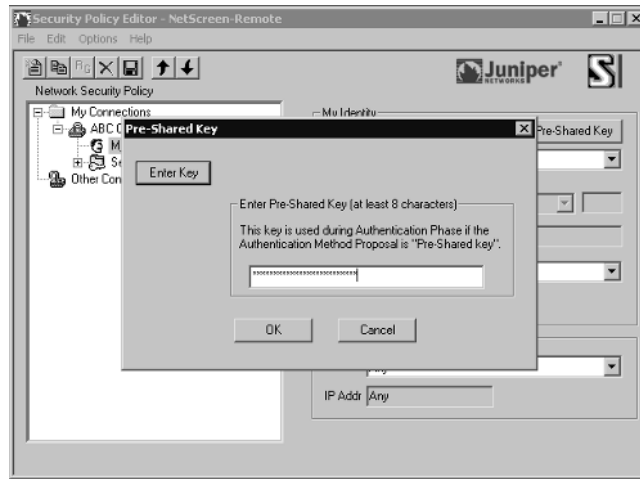 Security Policy Editor - NetScreen-Remote
File Edit Options Help
Juniper
NETWORKS
Network Security Policy
My Connections
My Identity
ABC
Pre-Shared Key
Pre-Shared Key
Enter Key
Other Con
Enter Pre-Shared Key (at least 8 characters)
This key is used during Authentication Phase if the
Authentication Method Proposal is "Pre-Shared key".
OK
Cancel
IP Addr Any